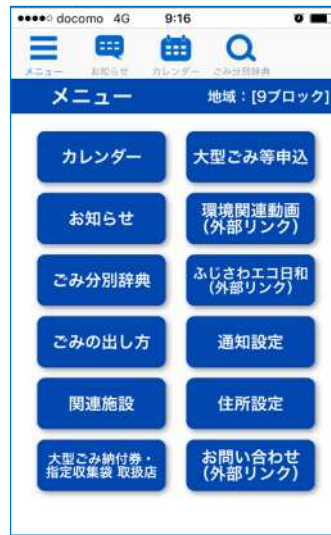 docomo 4G 9:16
メニュー お知らせ カレンダー ごみ分別辞典
メニュー 地域：[9ブロック]
カレンダー 大型ごみ等申込
お知らせ 環境関連動画
(外部リンク)
ごみ分別辞典 ふじさわエコ日和
(外部リンク)
ごみの出し方 通知設定
関連施設 住所設定
大型ごみ納付券・
指定収集袋 取扱店
お問い合わせ
(外部リンク)